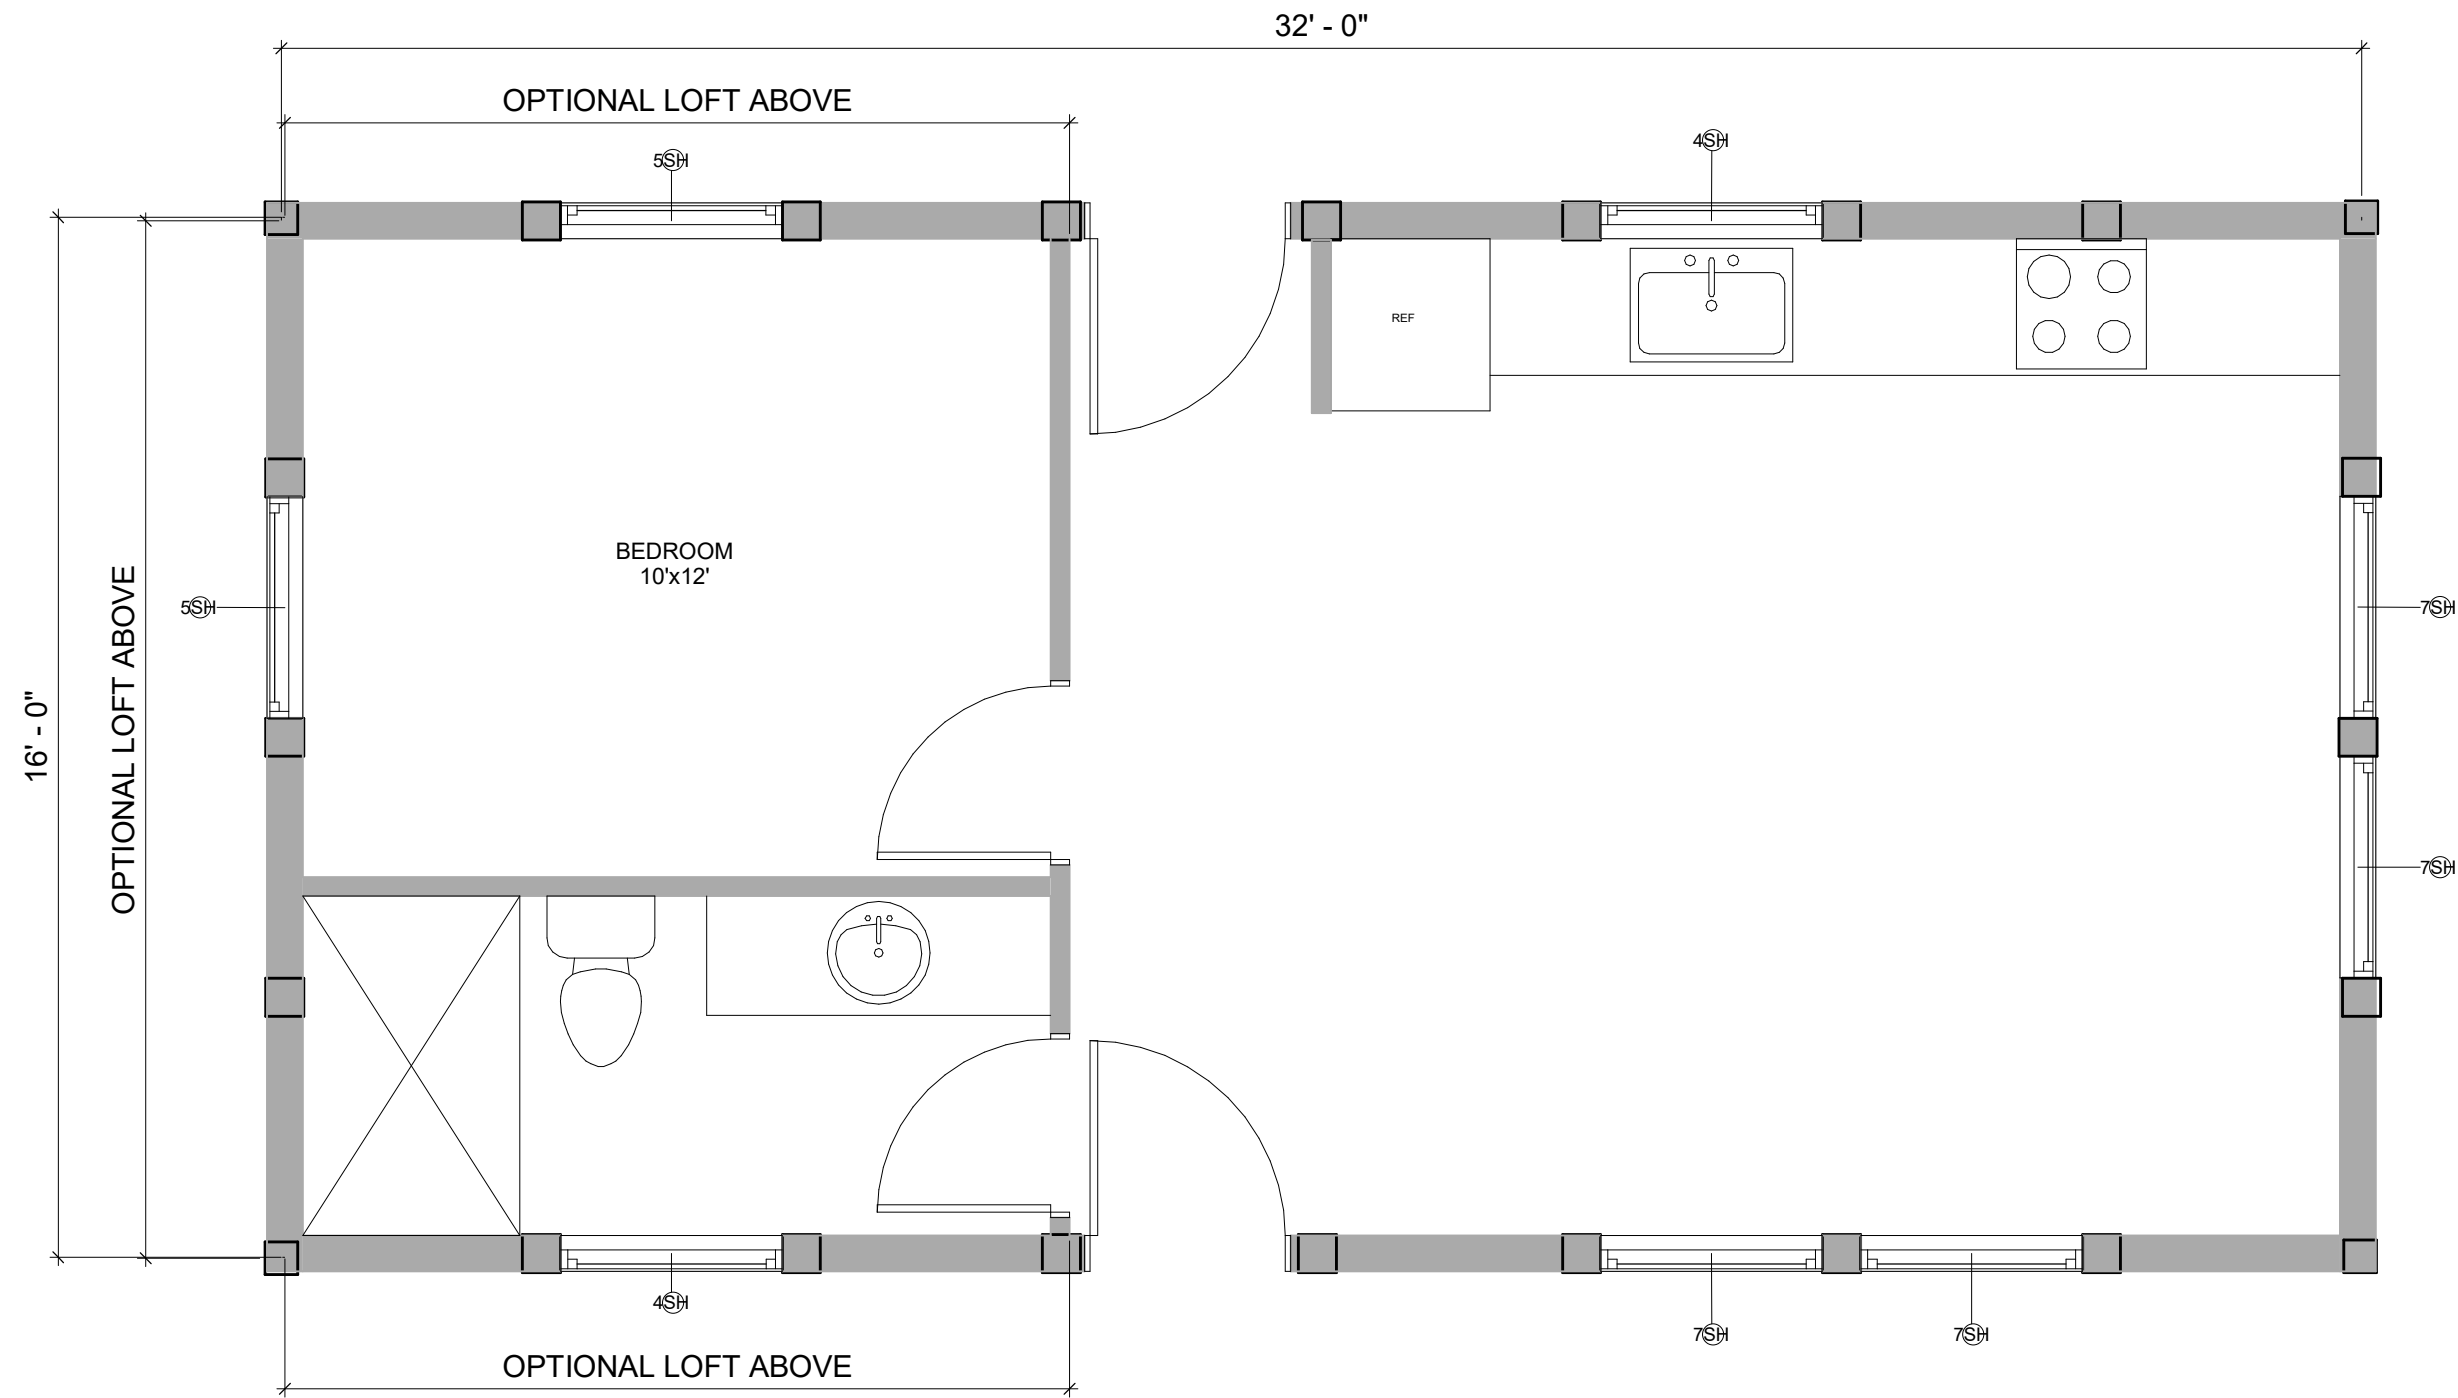 32' - 0"
OPTIONAL LOFT ABOVE
4SH
5SH
REF
BEDROOM
10'x12'
5SH
7SH
OPTIONAL LOFT ABOVE
16' - 0"
7SH
4SH
7SH
7SH
OPTIONAL LOFT ABOVE